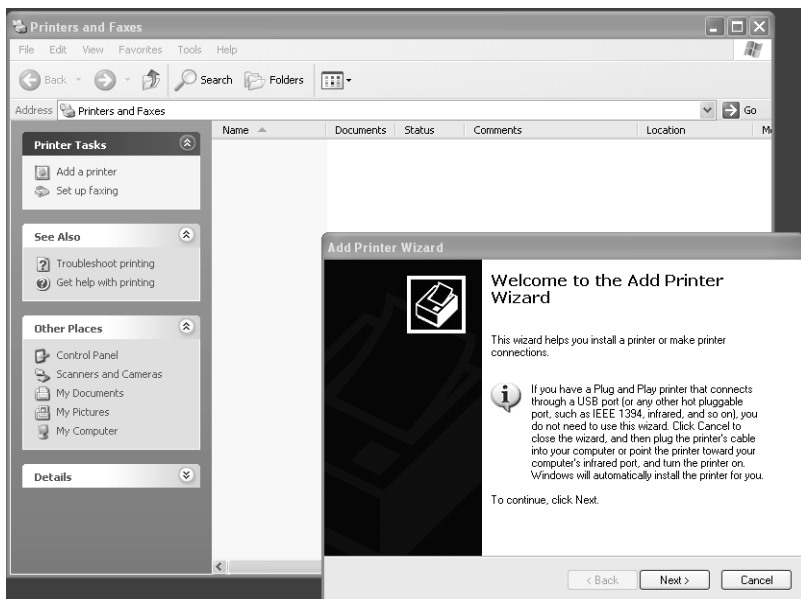 Printers and Faxes
File Edit View Favorites Tools Help
Back Search Folders
Address Printers and Faxes Go
Name Documents Status Comments Location
Printer Tasks
Add a printer
Set up faxing
See Also
Troubleshoot printing
Get help with printing
Other Places
Control Panel
Scanners and Cameras
My Documents
My Pictures
My Computer
Details
Add Printer Wizard
Welcome to the Add Printer
Wizard
This wizard helps you install a printer or make printer
connections.
If you have a Plug and Play printer that connects
through a USB port (or any other hot pluggable
port, such as IEEE 1394, infrared, and so on), you
do not need to use this wizard. Click Cancel to
close the wizard, and then plug the printer's cable
into your computer or point the printer toward your
computer's infrared port, and turn the printer on.
Windows will automatically install the printer for you.
To continue, click Next.
< Back Next > Cancel